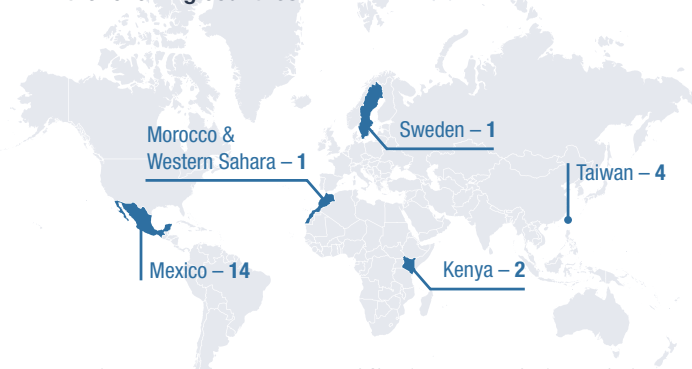 Sweden – 1
Morocco &
Western Sahara – 1
Taiwan – 4
Mexico – 14
Kenya – 2